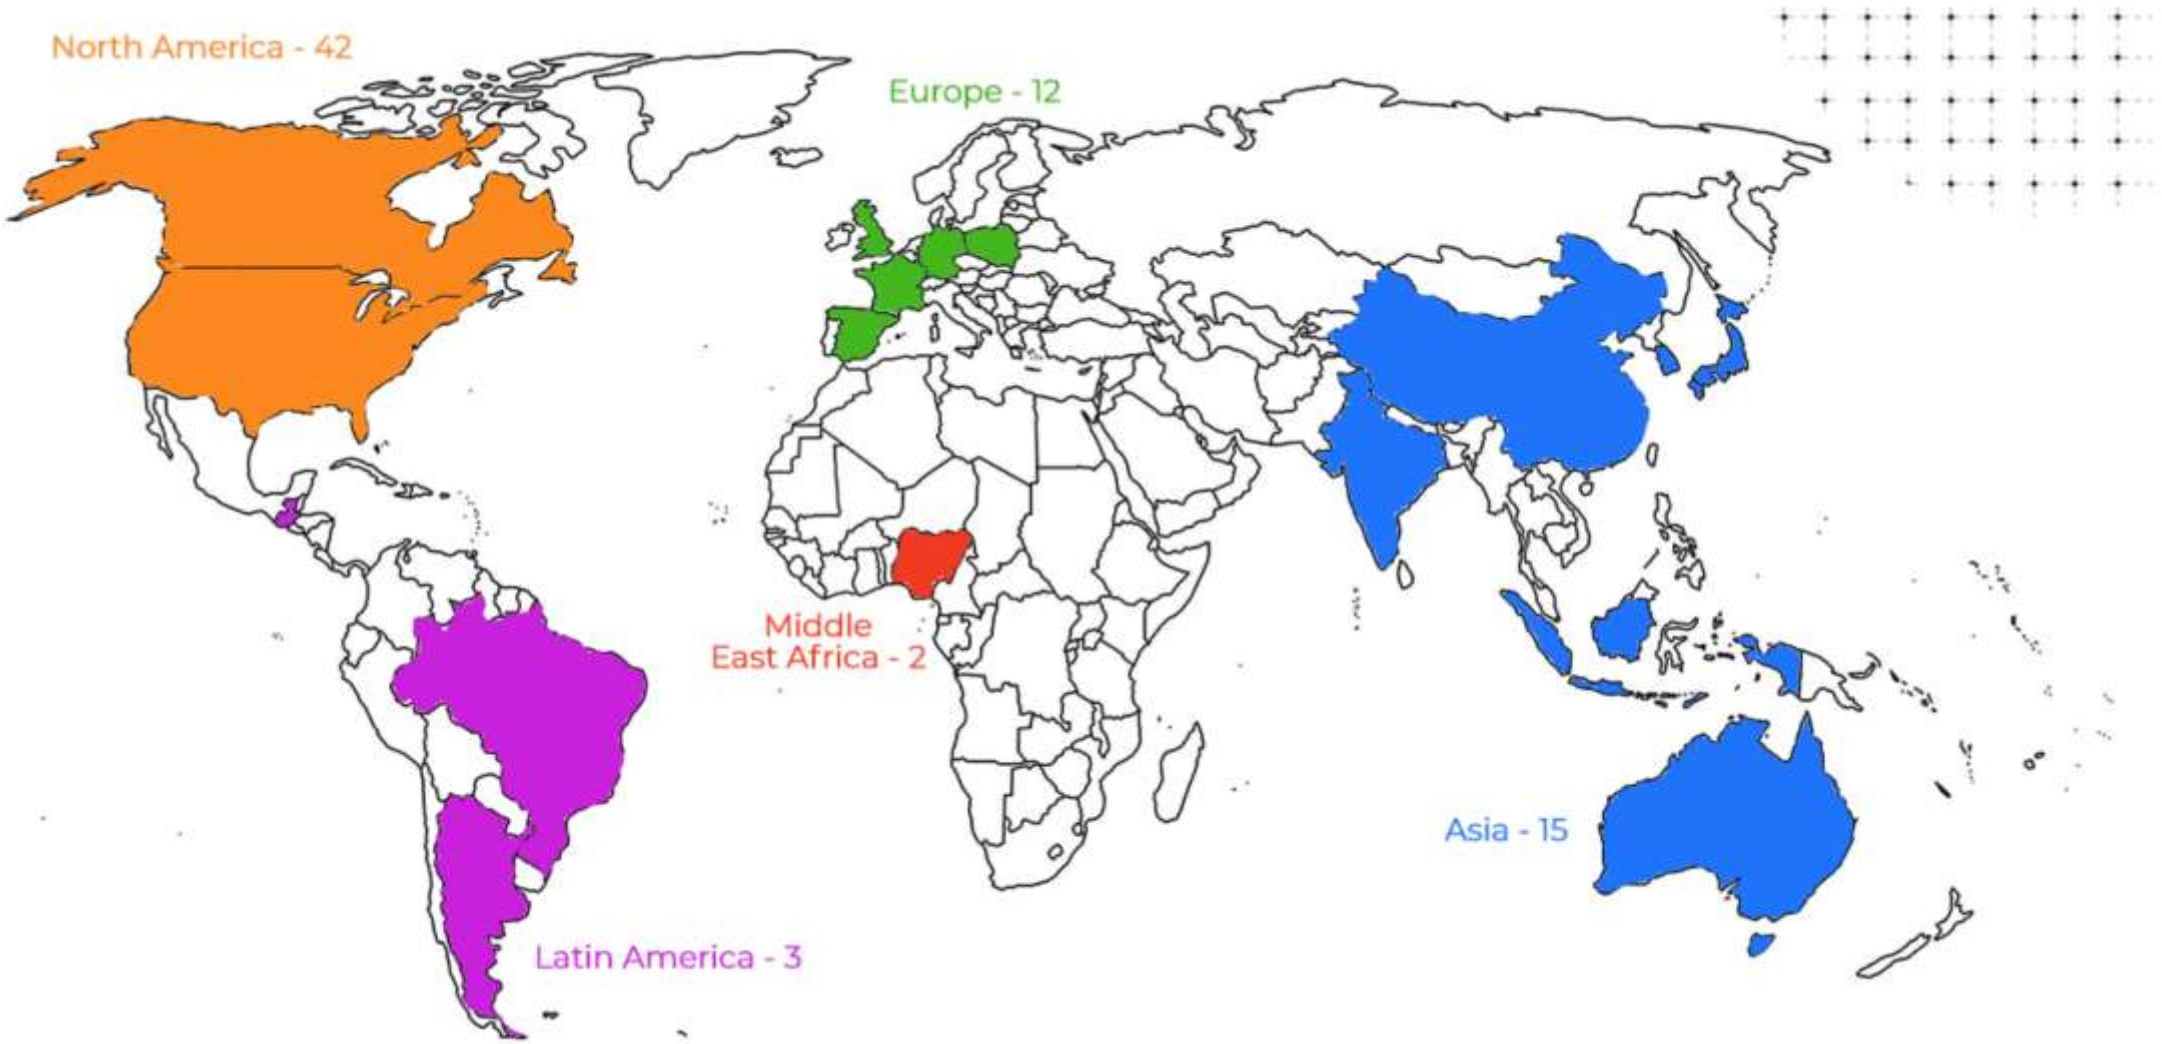 North America - 42
Europe - 12
Middle
East Africa - 2
Asia - 15
Latin America - 3